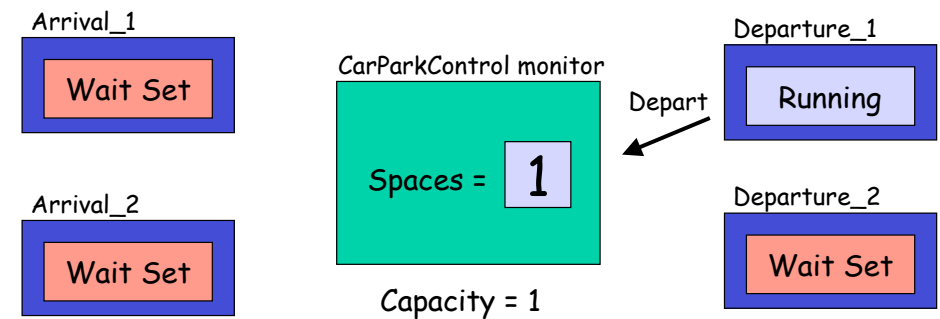 Arrival_1
Wait Set
Arrival_2
Wait Set
CarParkControl monitor
Spaces = 1
Capacity = 1
Depart
Departure_1
Running
Departure_2
Wait Set